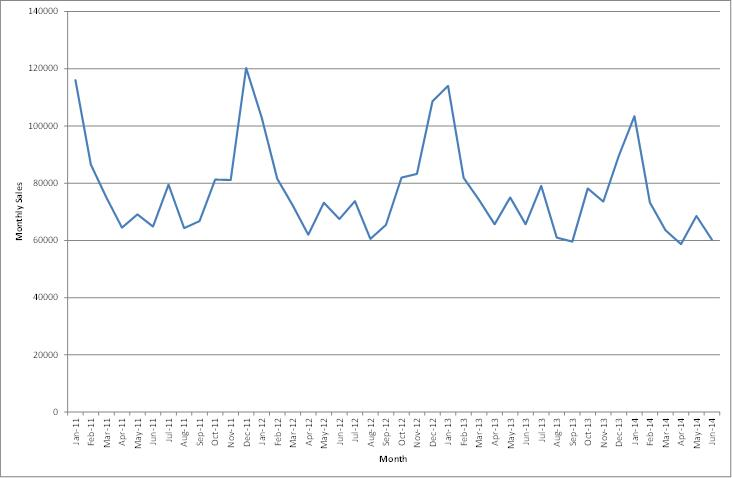 140000
120000
100000
80000
60000
40000
20000
0
Monthly Sales
Jan-11
Feb-11
Mar-11
Apr-11
May-11
Jun-11
Jul-11
Aug-11
Sep-11
Oct-11
Nov-11
Dec-11
Jan-12
Feb-12
Mar-12
Apr-12
May-12
Jun-12
Jul-12
Aug-12
Sep-12
Oct-12
Nov-12
Dec-12
Jan-13
Feb-13
Mar-13
Apr-13
May-13
Jun-13
Jul-13
Aug-13
Sep-13
Oct-13
Nov-13
Dec-13
Jan-14
Feb-14
Mar-14
Apr-14
May-14
Jun-14
Month